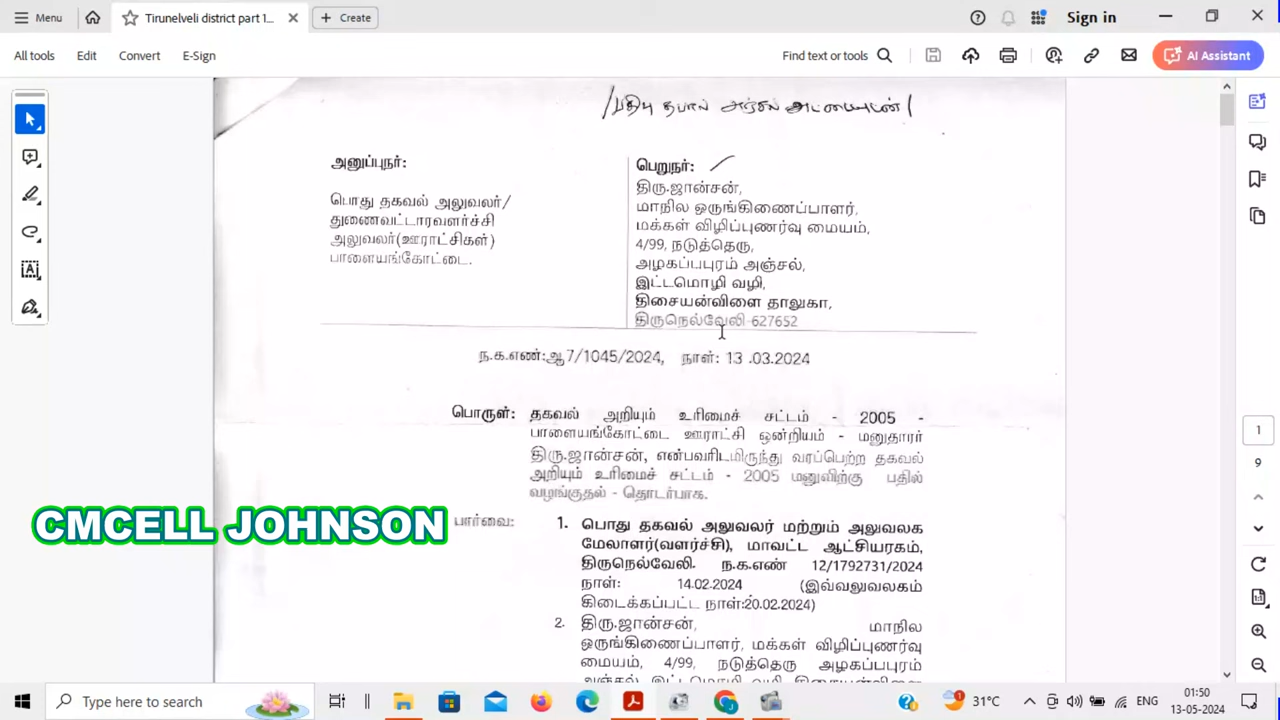 Menu
Tirunelveli district part 1...
Create
Sign in
All tools
Edit
Convert
E-Sign
Find text or tools
AI Assistant
/பதிவு தபால் அஞ்சல் அட்டையுடன்/
அனுப்புநர்:
பொது தகவல் அலுவலர்/
துணைவட்டாரவளர்ச்சி
அலுவலர்(ஊராட்சிகள்)
பாளையங்கோட்டை.
பெறுநர்:
திரு.ஜான்சன்,
மாநில ஒருங்கிணைப்பாளர்,
மக்கள் விழிப்புணர்வு மையம்,
4/99, நடுத்தெரு,
அழகப்பபுரம் அஞ்சல்,
இட்டமொழி வழி,
திசையன்விளை தாலுகா,
திருநெல்வேலி-627652
ந.க.எண்:ஆ7/1045/2024, நாள்: 13 .03.2024
பொருள்: தகவல் அறியும் உரிமைச் சட்டம் - 2005 -
பாளையங்கோட்டை ஊராட்சி ஒன்றியம் - மனுதாரர்
திரு.ஜான்சன், என்பவரிடமிருந்து வரப்பெற்ற தகவல்
அறியும் உரிமைச் சட்டம் - 2005 மனுவிற்கு பதில்
வழங்குதல் - தொடர்பாக.
பார்வை: 1. பொது தகவல் அலுவலர் மற்றும் அலுவலக
மேலாளர்(வளர்ச்சி), மாவட்ட ஆட்சியரகம்,
திருநெல்வேலி. ந.க.எண் 12/1792731/2024
நாள்: 14.02.2024 (இவ்வலுவலகம்
கிடைக்கப்பட்ட நாள்:20.02.2024)
2. திரு.ஜான்சன், மாநில
ஒருங்கிணைப்பாளர், மக்கள் விழிப்புணர்வு
மையம், 4/99, நடுத்தெரு அழகப்பபுரம்
CMCELL JOHNSON
1
9
Type here to search
31°C
ENG
01:50
13-05-2024